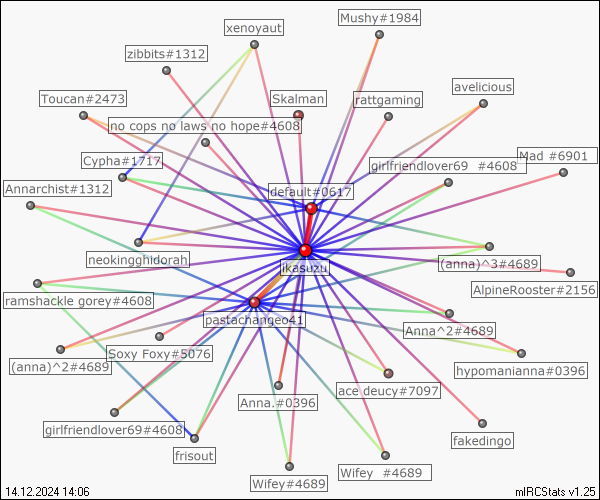 Mushy#1984
xenoyaut
zibbits#1312
avelicious
Toucan#2473
Skalman
rattgaming
no cops no laws no hope#4608
Cypha#1717
Mad #6901
girlfriendlover69 #4608
Annarchist#1312
default#0617
neokingghidorah
jkasuzu
(anna)^3#4689
AlpineRooster#2156
ramshackle gorey#4608
pastachangeo41
Anna^2#4689
Soxy Foxy#5076
(anna)^2#4689
hypomanianna#0396
ace deucy#7097
Anna.#0396
girlfriendlover69#4608
fakedingo
frisout
Wifey #4689
Wifey#4689
14.12.2024 14:06
mIRCStats v1.25